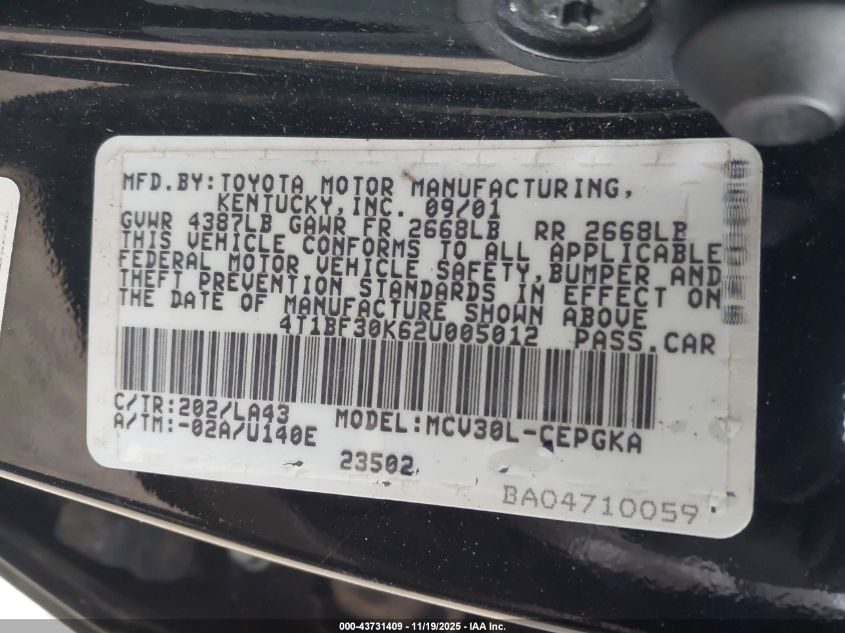 MFD.BY:TOYOTA MOTOR MANUFACTURING,
KENTUCKY,INC. 09/01
GVWR 4387LB GAWR FR 2668LB RR 2668LB
THIS VEHICLE CONFORMS TO ALL APPLICABLE
FEDERAL MOTOR VEHICLE SAFETY,BUMPER AND
THEFT PREVENTION STANDARDS IN EFFECT ON
THE DATE OF MANUFACTURE SHOWN ABOVE
4T1BF30K62U005012 PASS.CAR
C/TR:202/LA43 MODEL:MCV30L-CEPGKA
A/TM:-02A/U140E
23502
BA04710059
000-43731409 - 11/19/2025 - IAA Inc.